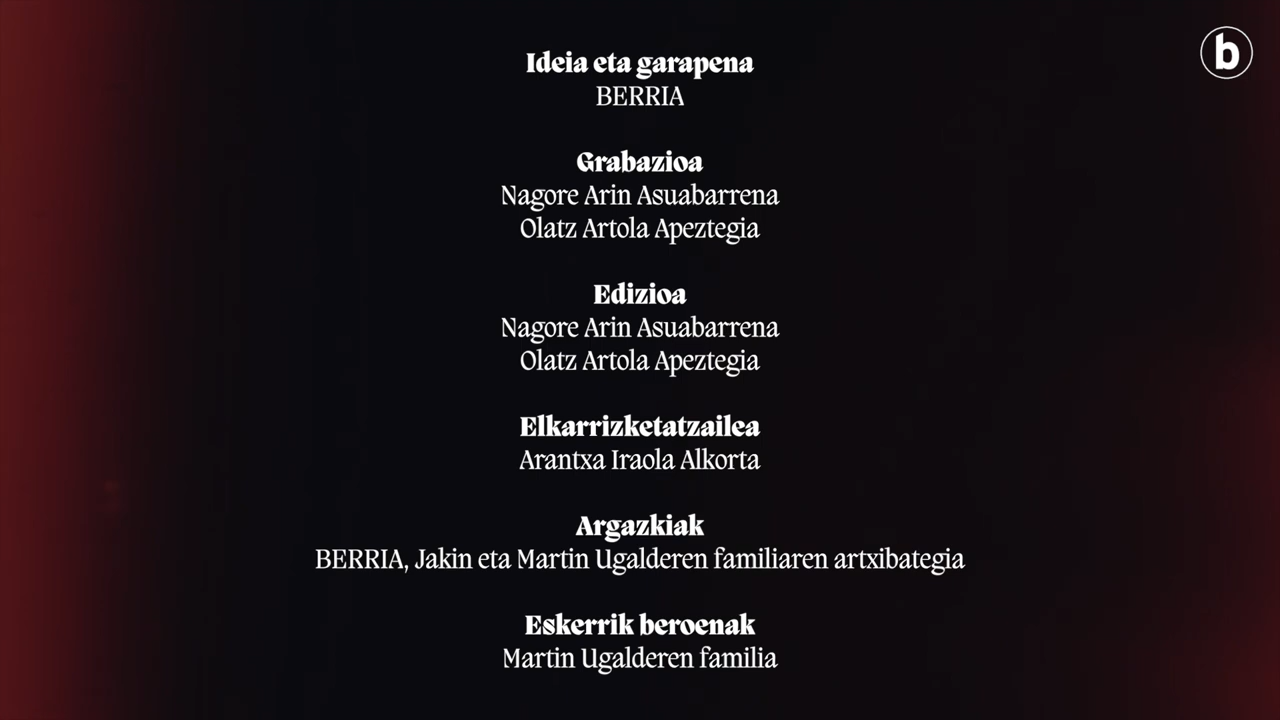 b
Ideia eta garapena
BERRIA
Grabazioa
Nagore Arin Asuabarrena
Olatz Artola Apeztegia
Edizioa
Nagore Arin Asuabarrena
Olatz Artola Apeztegia
Elkarrizketatzailea
Arantxa Iraola Alkorta
Argazkiak
BERRIA, Jakin eta Martin Ugalderen familiaren artxibategia
Eskerrik beroenak
Martin Ugalderen familia